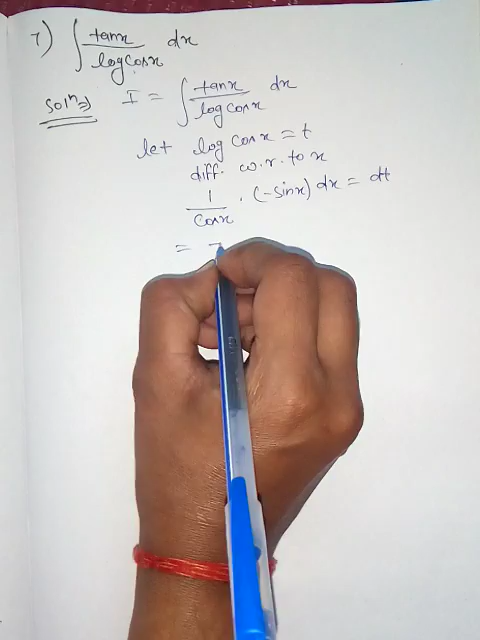 7) ∫ tanx / logcosx dx
Solⁿ⇒ I = ∫ tanx / logcosx dx
let log cosx = t
diff. w.r. to x
1 / cosx . (-sinx) dx = dt
=